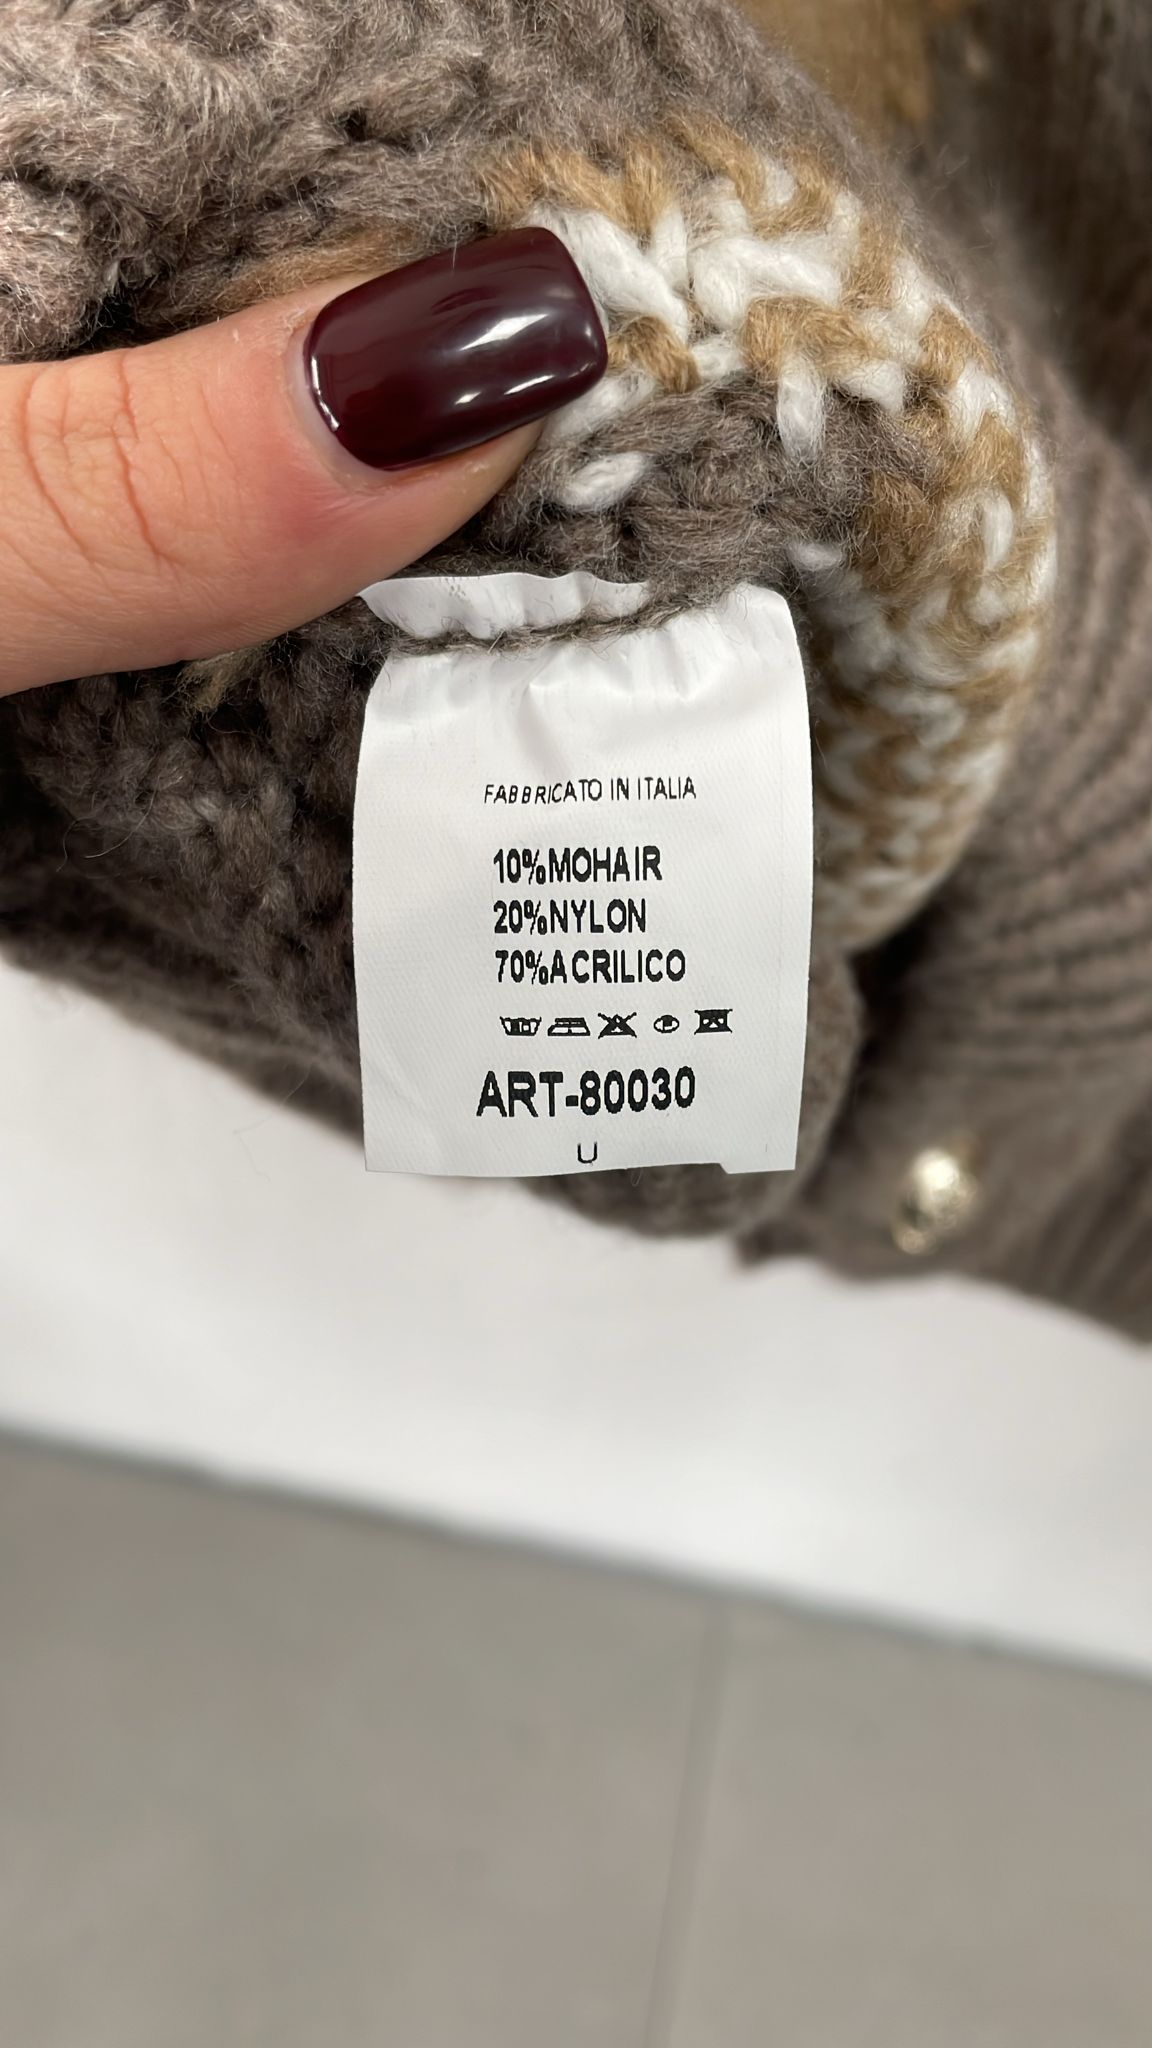 FABBRICATO IN ITALIA
10%MOHAIR
20%NYLON
70%ACRILICO
ART-80030
U